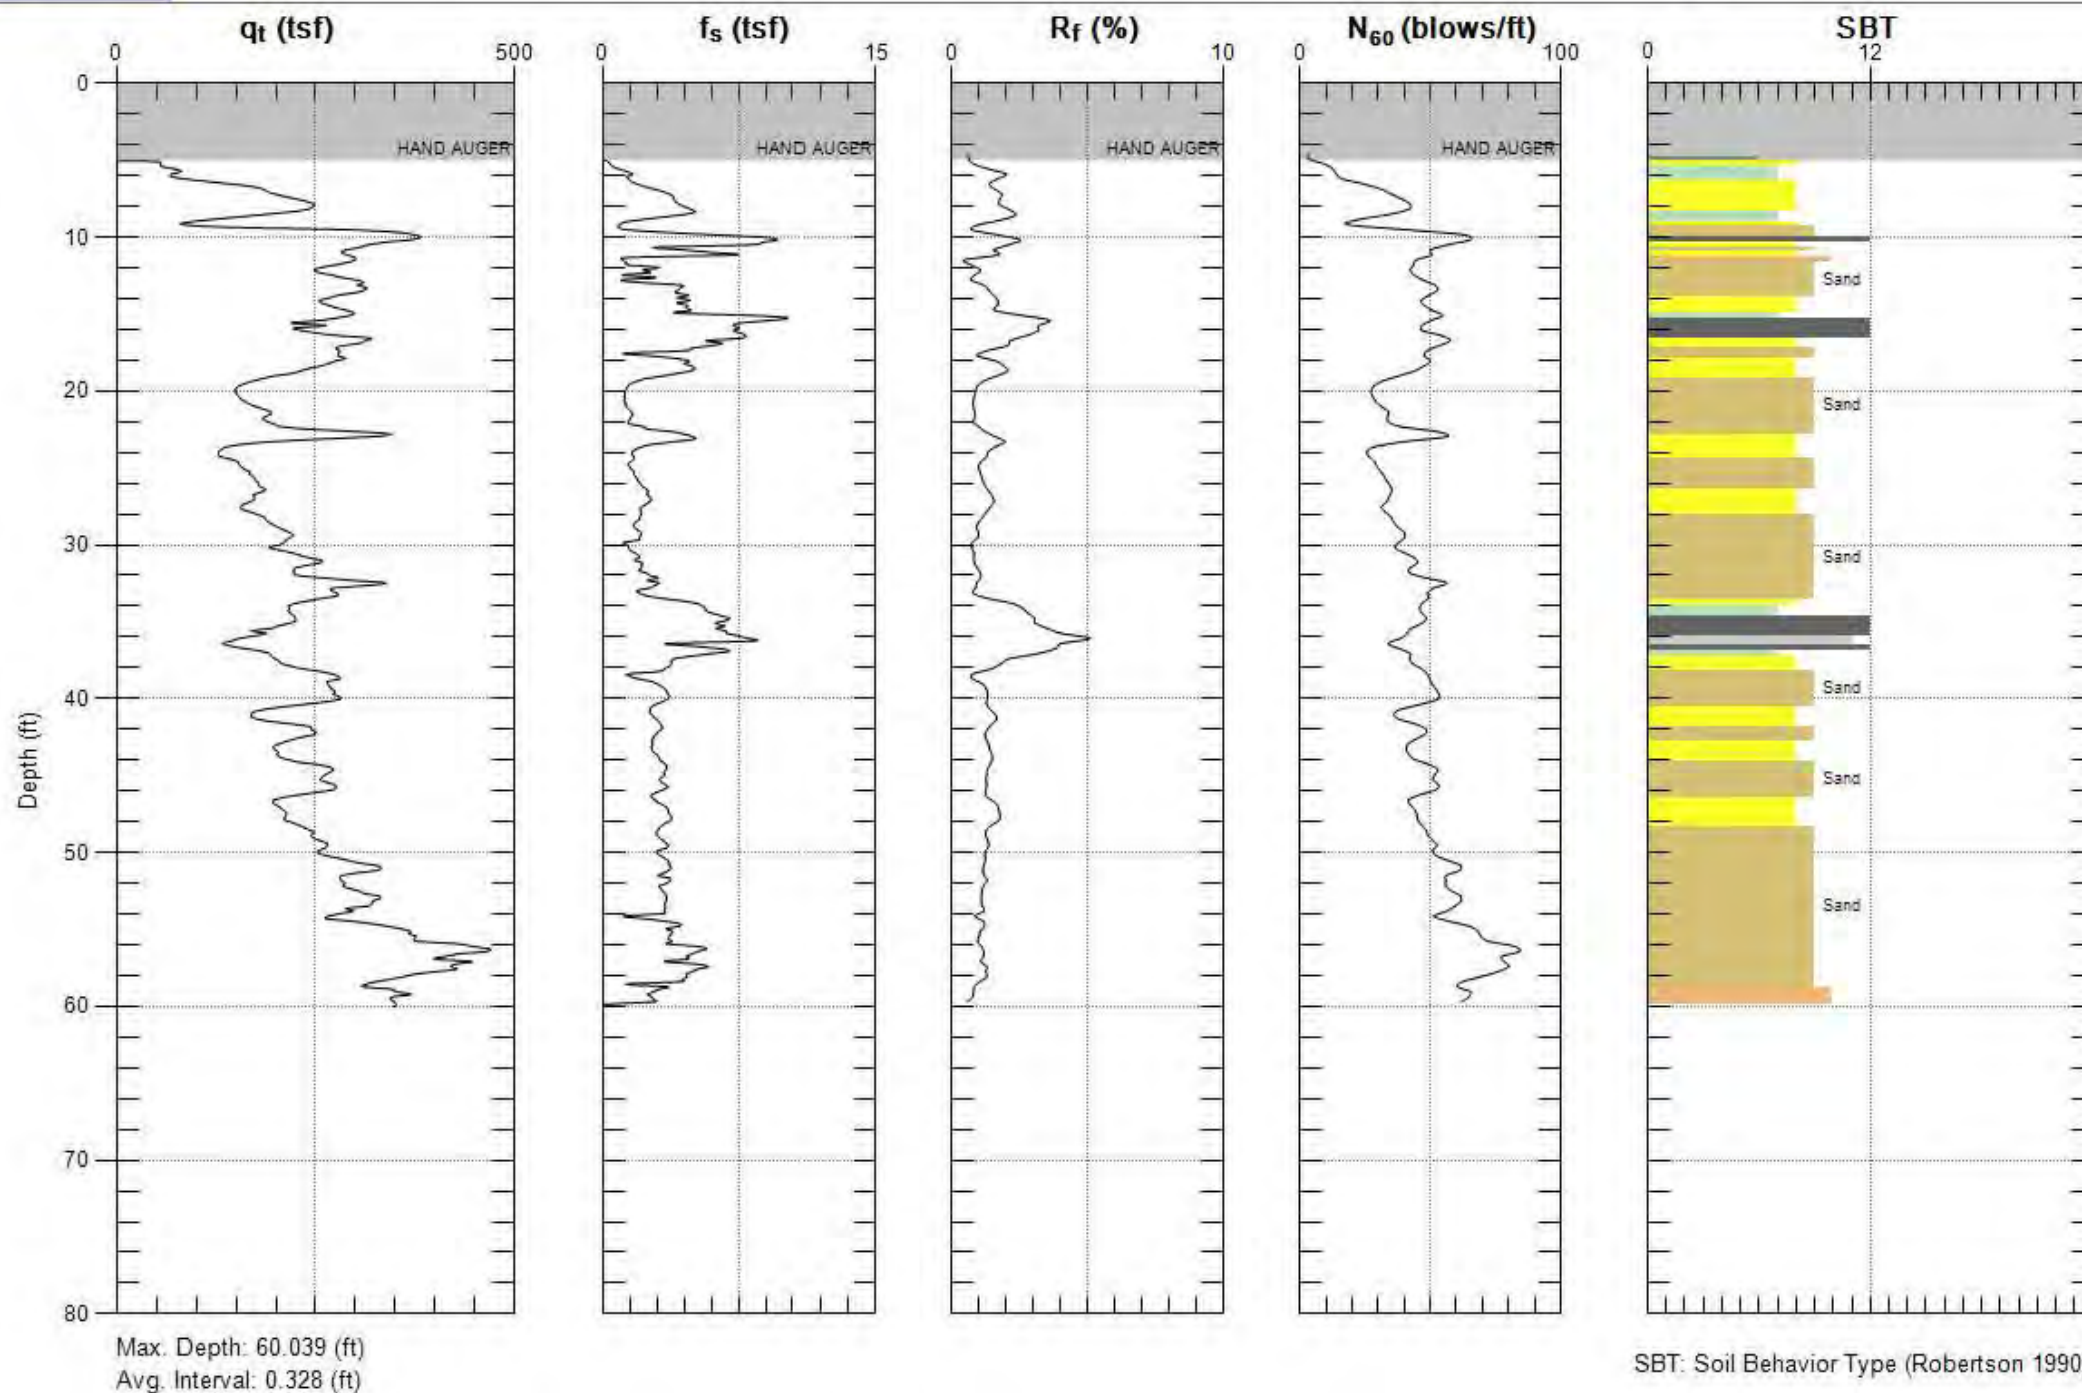 qt (tsf) fs (tsf) Rf (%) N60 (blows/ft) SBT
0 500 0 15 0 10 0 100 0 12
0
HAND AUGER HAND AUGER HAND AUGER HAND AUGER
10
Sand
20
Sand
30
Sand
40
Sand
Depth (ft)
Sand
50
Sand
60
70
80
Max. Depth: 60.039 (ft)
Avg. Interval: 0.328 (ft)
SBT: Soil Behavior Type (Robertson 1990